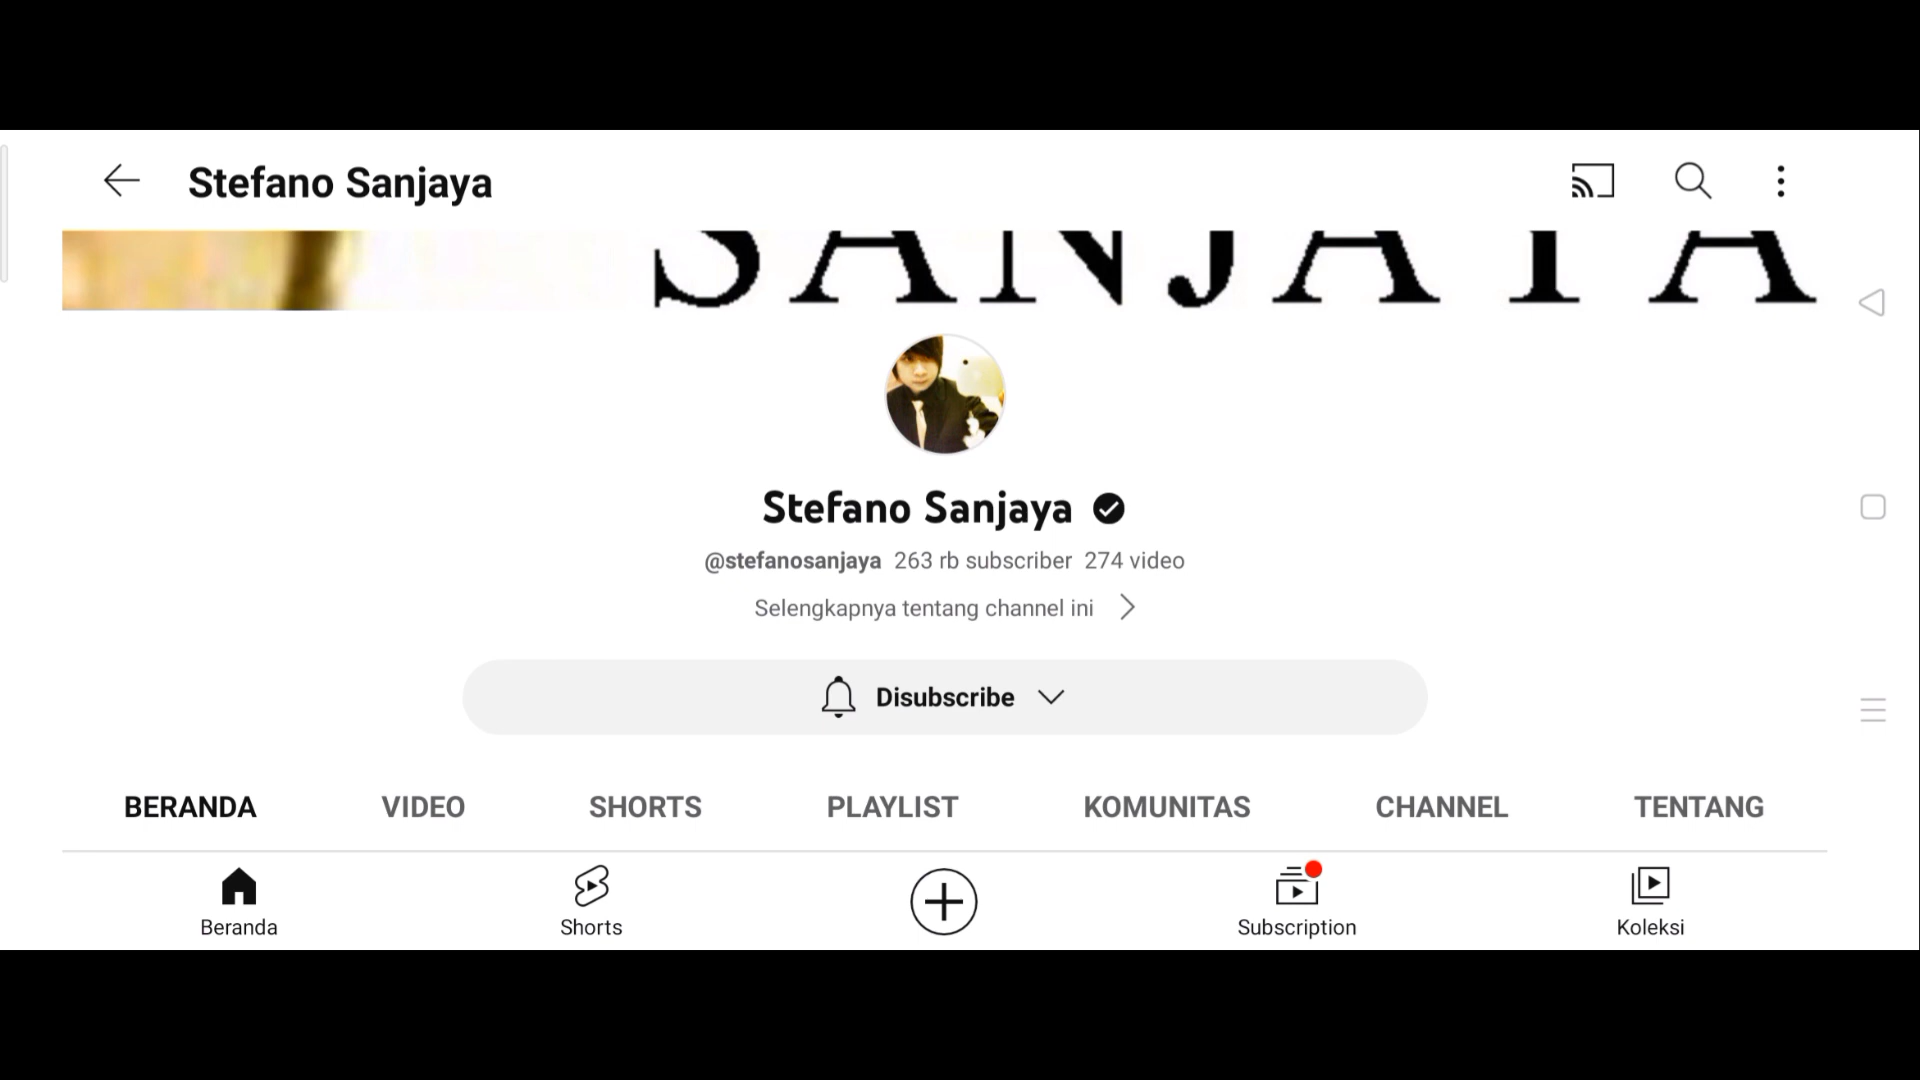 Stefano Sanjaya
SANJAYA
Stefano Sanjaya
@stefanosanjaya 263 rb subscriber 274 video
Selengkapnya tentang channel ini
Disubscribe
BERANDA VIDEO SHORTS PLAYLIST KOMUNITAS CHANNEL TENTANG
Beranda Shorts Subscription Koleksi